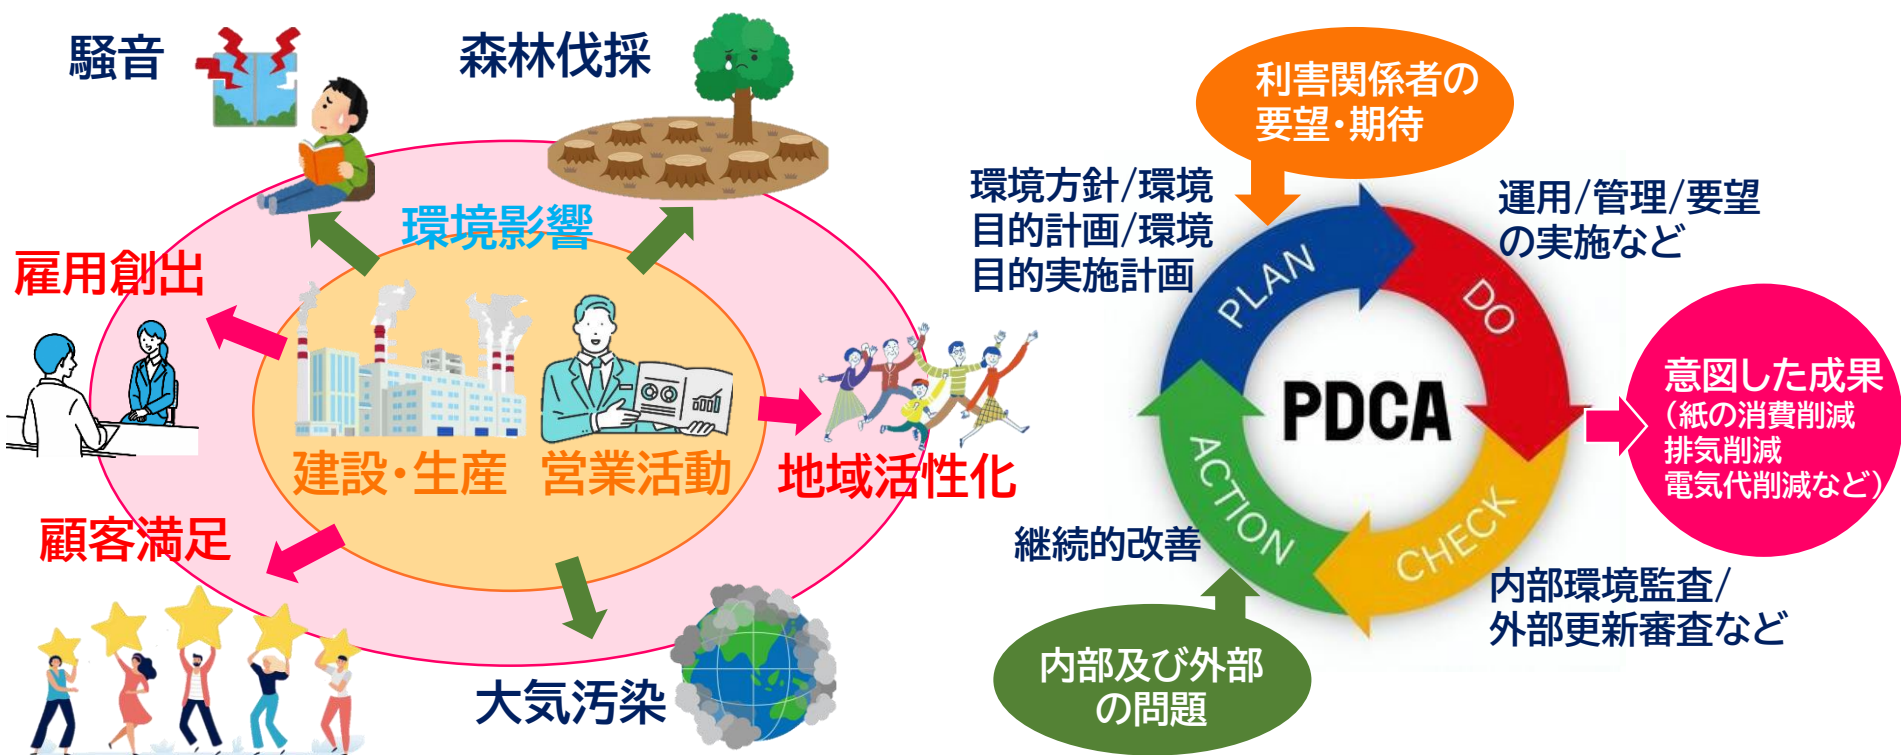 騒音
森林伐採
環境影響
雇用創出
建設・生産
営業活動
地域活性化
顧客満足
大気汚染
利害関係者の
要望・期待
環境方針/環境
目的計画/環境
目的実施計画
運用/管理/要望
の実施など
PLAN
DO
PDCA
ACTION
CHECK
意図した成果
(紙の消費削減
排気削減
電気代削減など)
継続的改善
内部環境監査/
外部更新審査など
内部及び外部
の問題